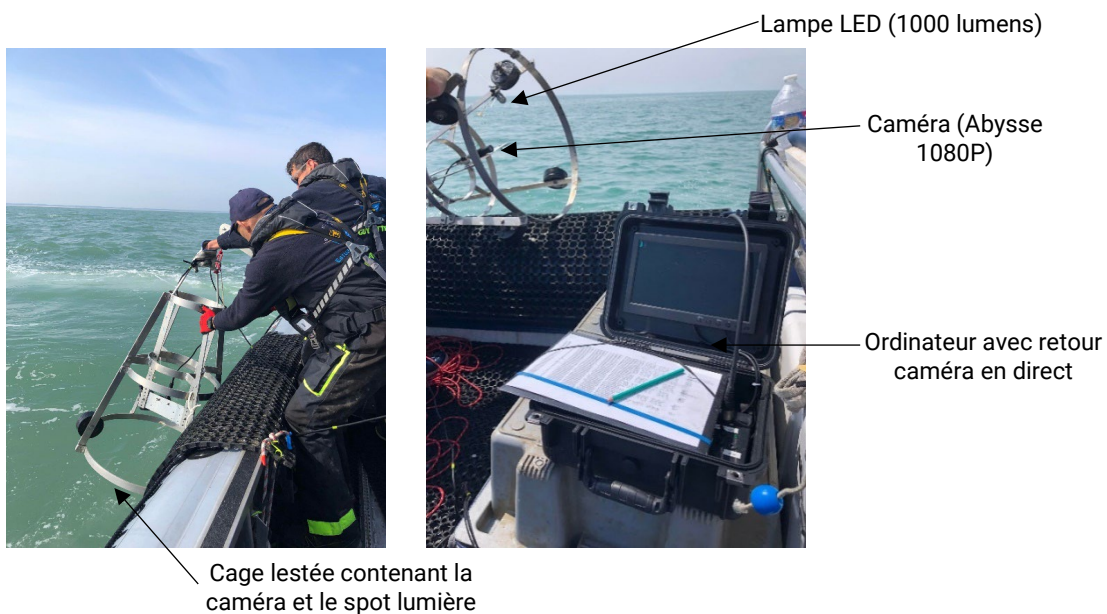 Lampe LED (1000 lumens)
Caméra (Abysse
1080P)
Ordinateur avec retour
caméra en direct
Cage lestée contenant la
caméra et le spot lumière